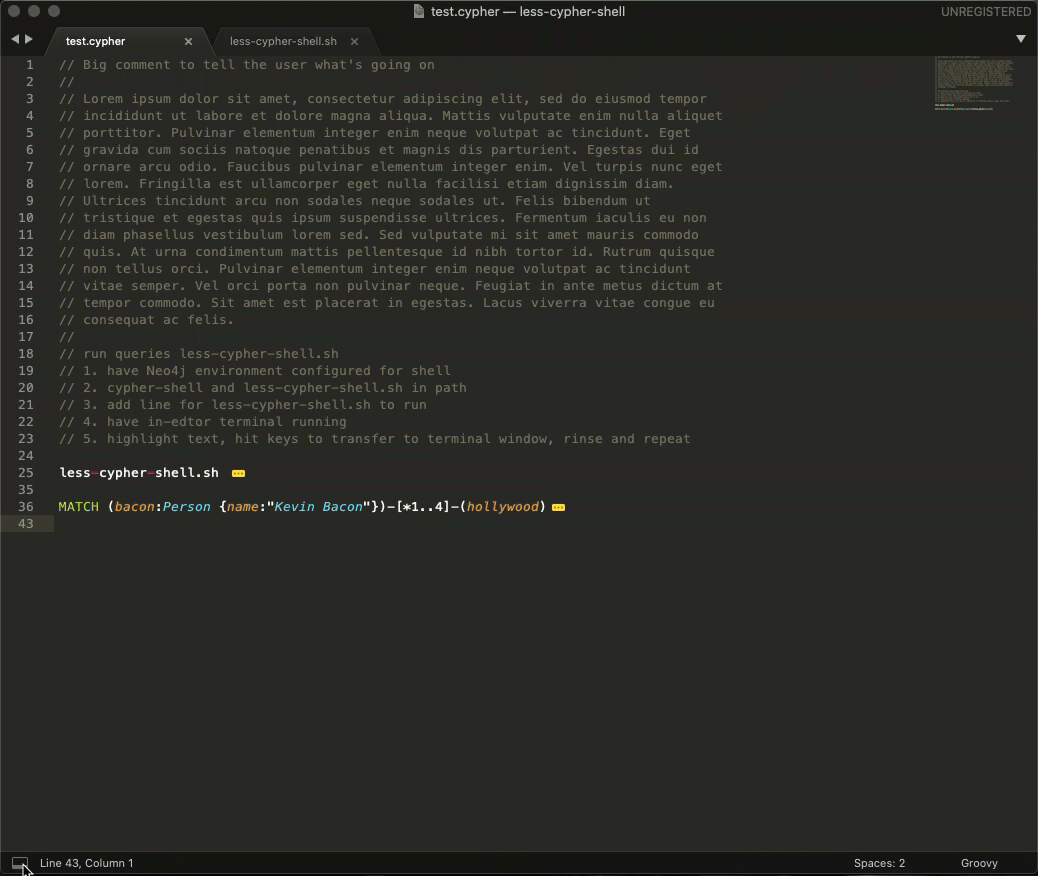 test.cypher — less-cypher-shell
UNREGISTERED
test.cypher
less-cypher-shell.sh
1 // Big comment to tell the user what's going on
2 //
3 // Lorem ipsum dolor sit amet, consectetur adipiscing elit, sed do eiusmod tempor
4 // incididunt ut labore et dolore magna aliqua. Mattis vulputate enim nulla aliquet
5 // porttitor. Pulvinar elementum integer enim neque volutpat ac tincidunt. Eget
6 // gravida cum sociis natoque penatibus et magnis dis parturient. Egestas dui id
7 // ornare arcu odio. Faucibus pulvinar elementum integer enim. Vel turpis nunc eget
8 // lorem. Fringilla est ullamcorper eget nulla facilisi etiam dignissim diam.
9 // Ultrices tincidunt arcu non sodales neque sodales ut. Felis bibendum ut
10 // tristique et egestas quis ipsum suspendisse ultrices. Fermentum iaculis eu non
11 // diam phasellus vestibulum lorem sed. Sed vulputate mi sit amet mauris commodo
12 // quis. At urna condimentum mattis pellentesque id nibh tortor id. Rutrum quisque
13 // non tellus orci. Pulvinar elementum integer enim neque volutpat ac tincidunt
14 // vitae semper. Vel orci porta non pulvinar neque. Feugiat in ante metus dictum at
15 // tempor commodo. Sit amet est placerat in egestas. Lacus viverra vitae congue eu
16 // consequat ac felis.
17 //
18 // run queries less-cypher-shell.sh
19 // 1. have Neo4j environment configured for shell
20 // 2. cypher-shell and less-cypher-shell.sh in path
21 // 3. add line for less-cypher-shell.sh to run
22 // 4. have in-edtor terminal running
23 // 5. highlight text, hit keys to transfer to terminal window, rinse and repeat
24
25 less-cypher-shell.sh
35
36 MATCH (bacon:Person {name:"Kevin Bacon"})-[*1..4]-(hollywood)
43
Line 43, Column 1
Spaces: 2
Groovy